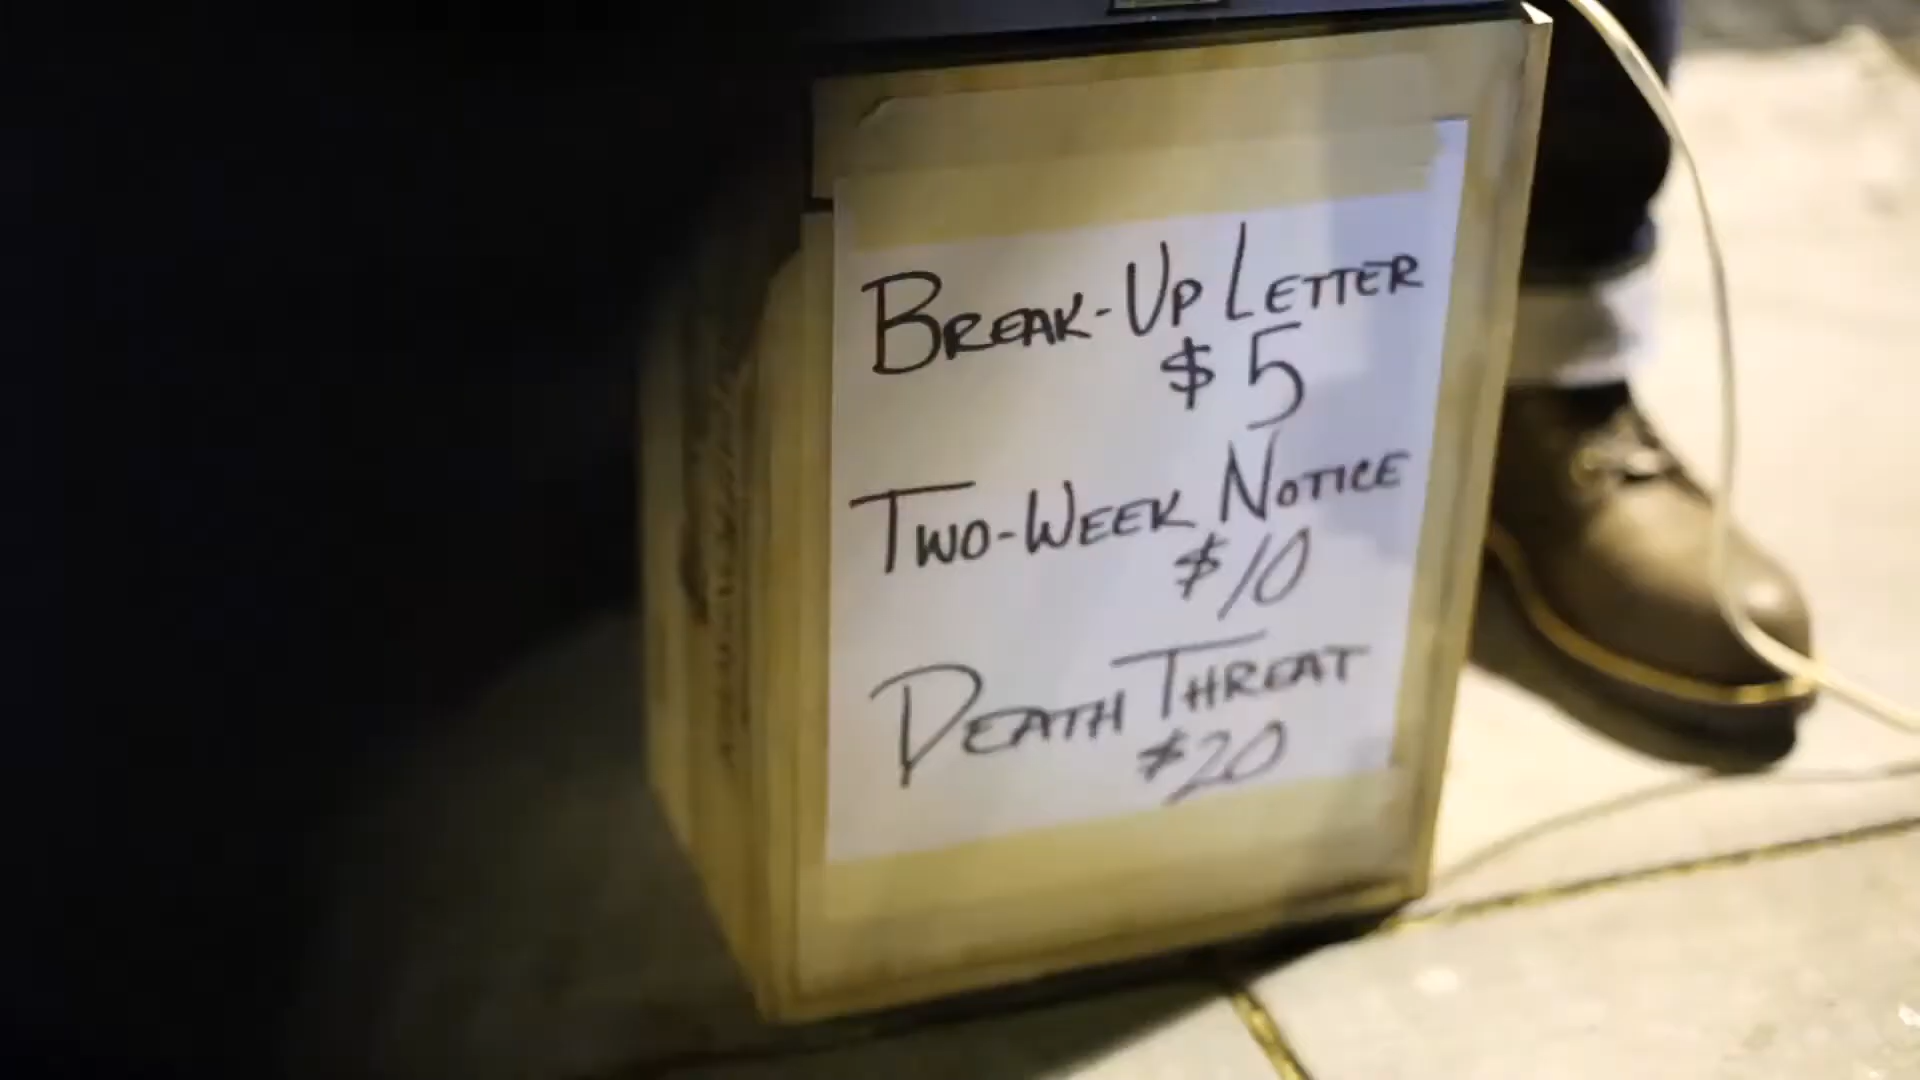 BREAK-UP LETTER
$5
TWO-WEEK NOTICE
$10
DEATH THREAT
$20